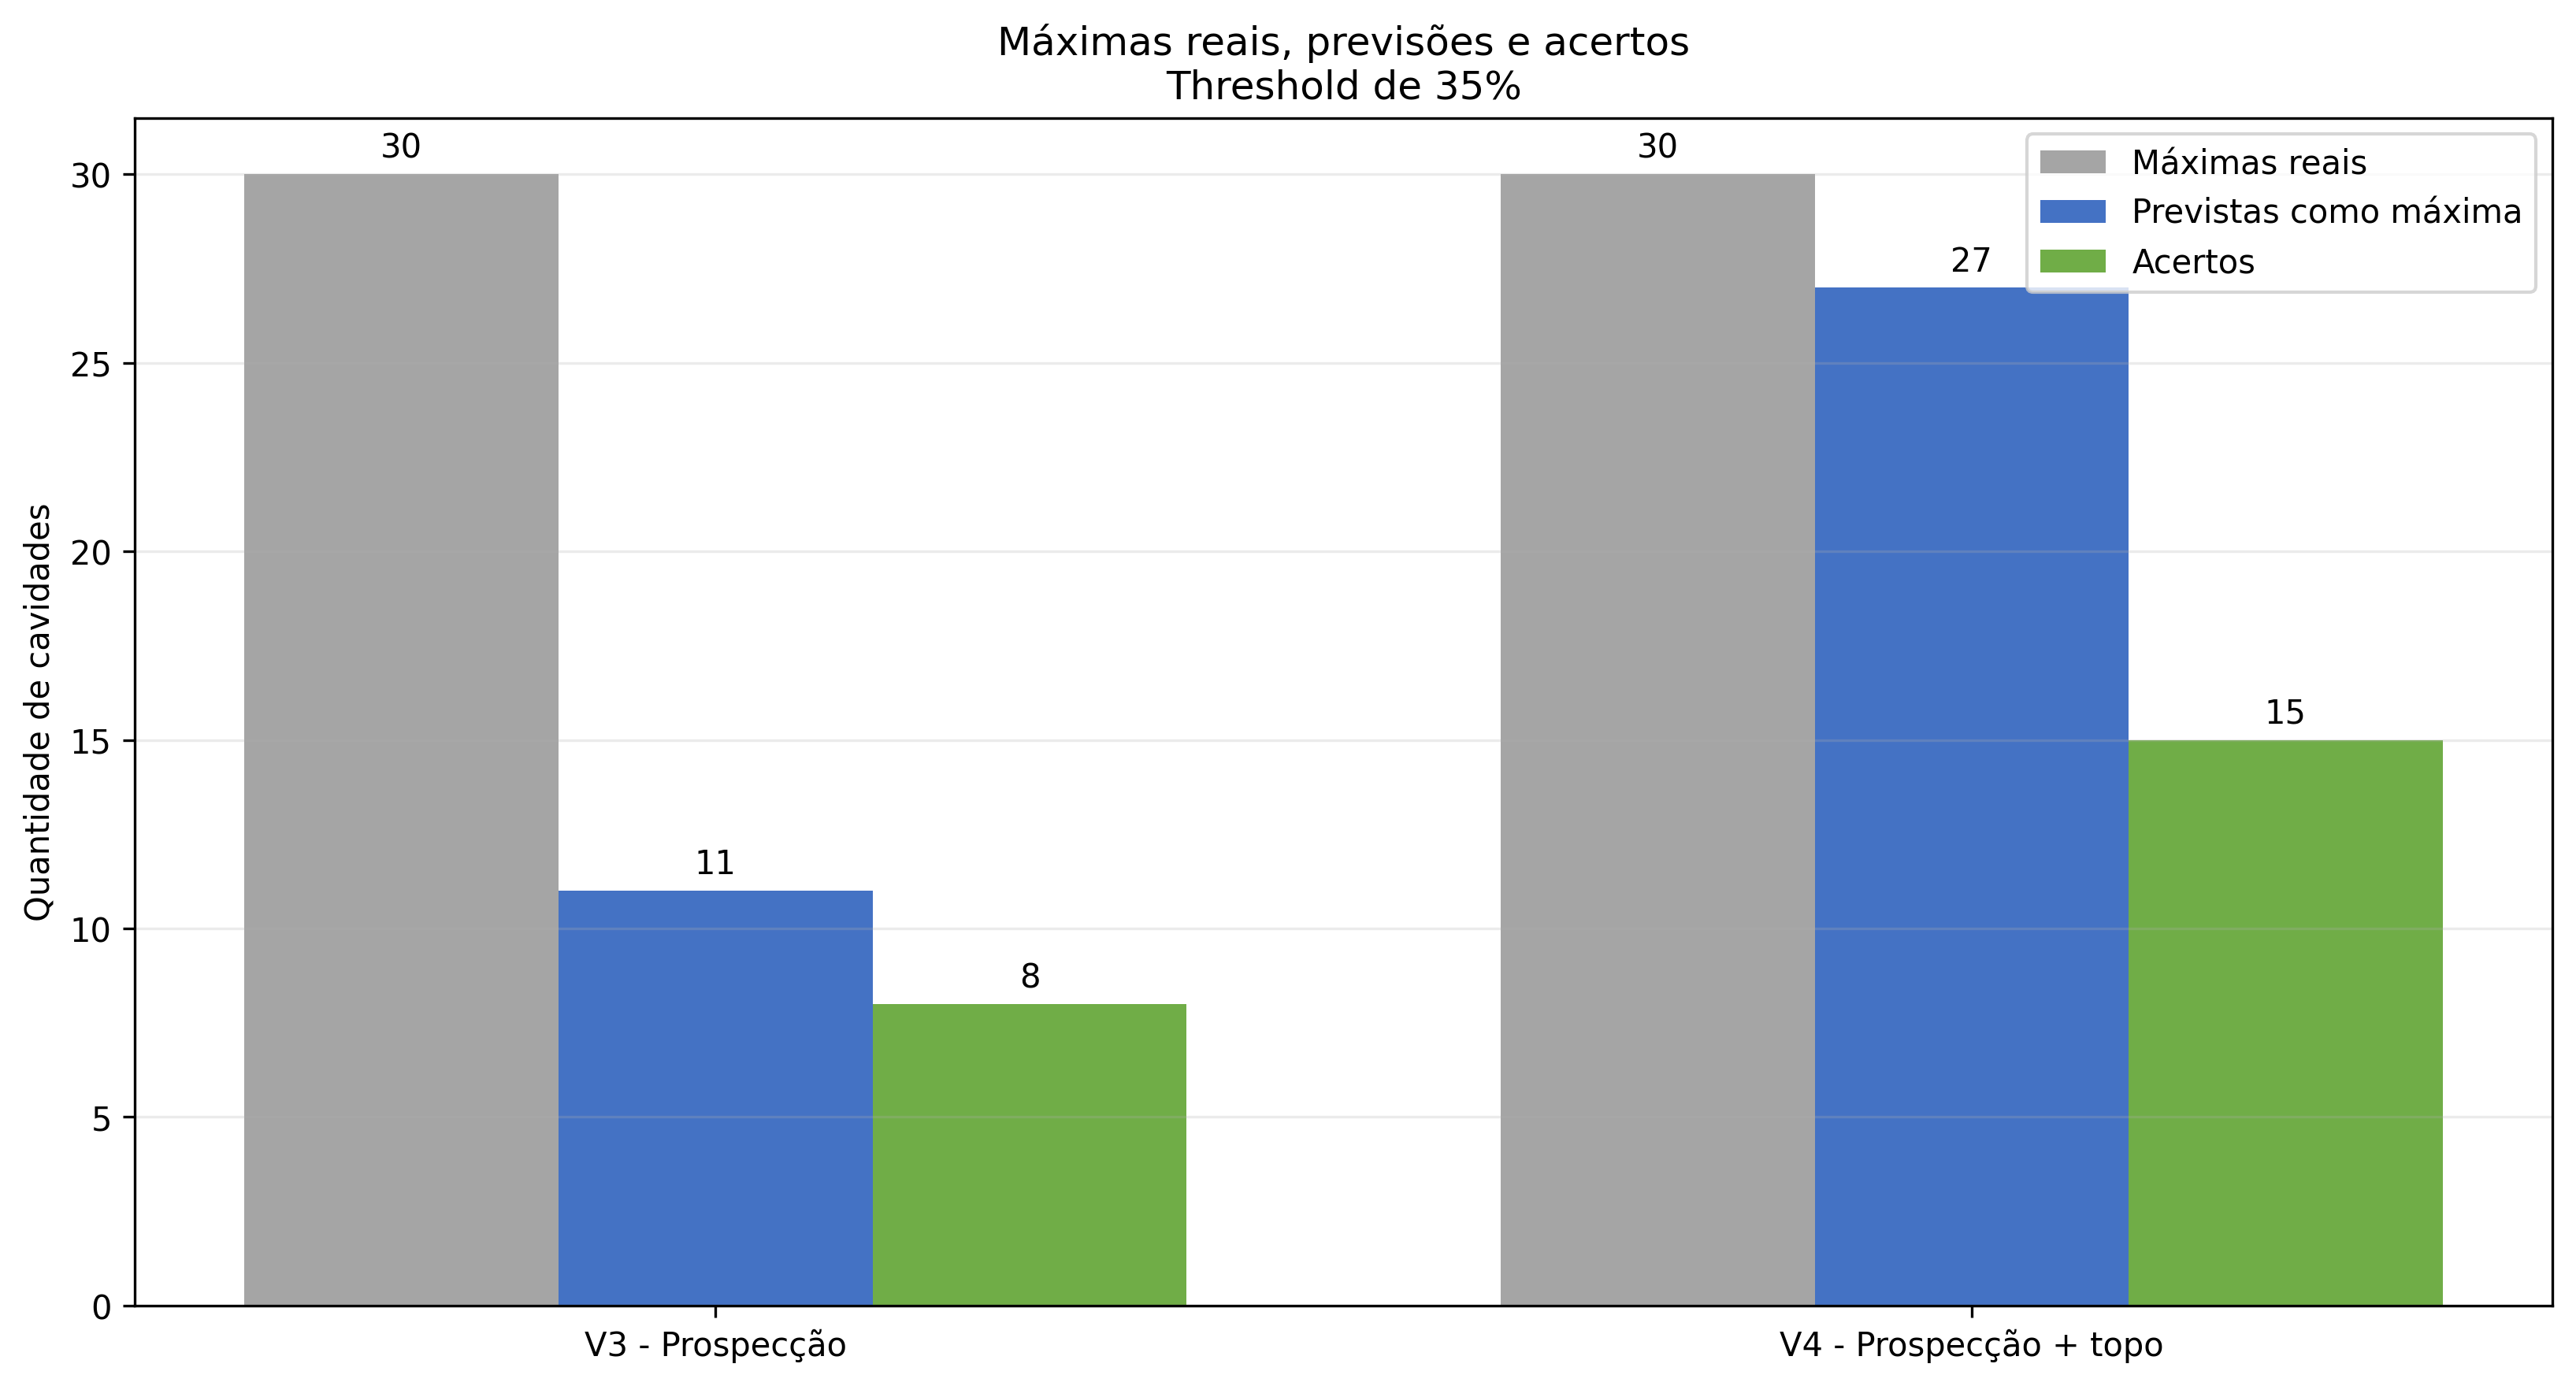 Máximas reais, previsões e acertos
Threshold de 35%
Quantidade de cavidades
30
25
20
15
10
5
0
30
11
8
30
27
15
Máximas reais
Previstas como máxima
Acertos
V3 - Prospecção
V4 - Prospecção + topo